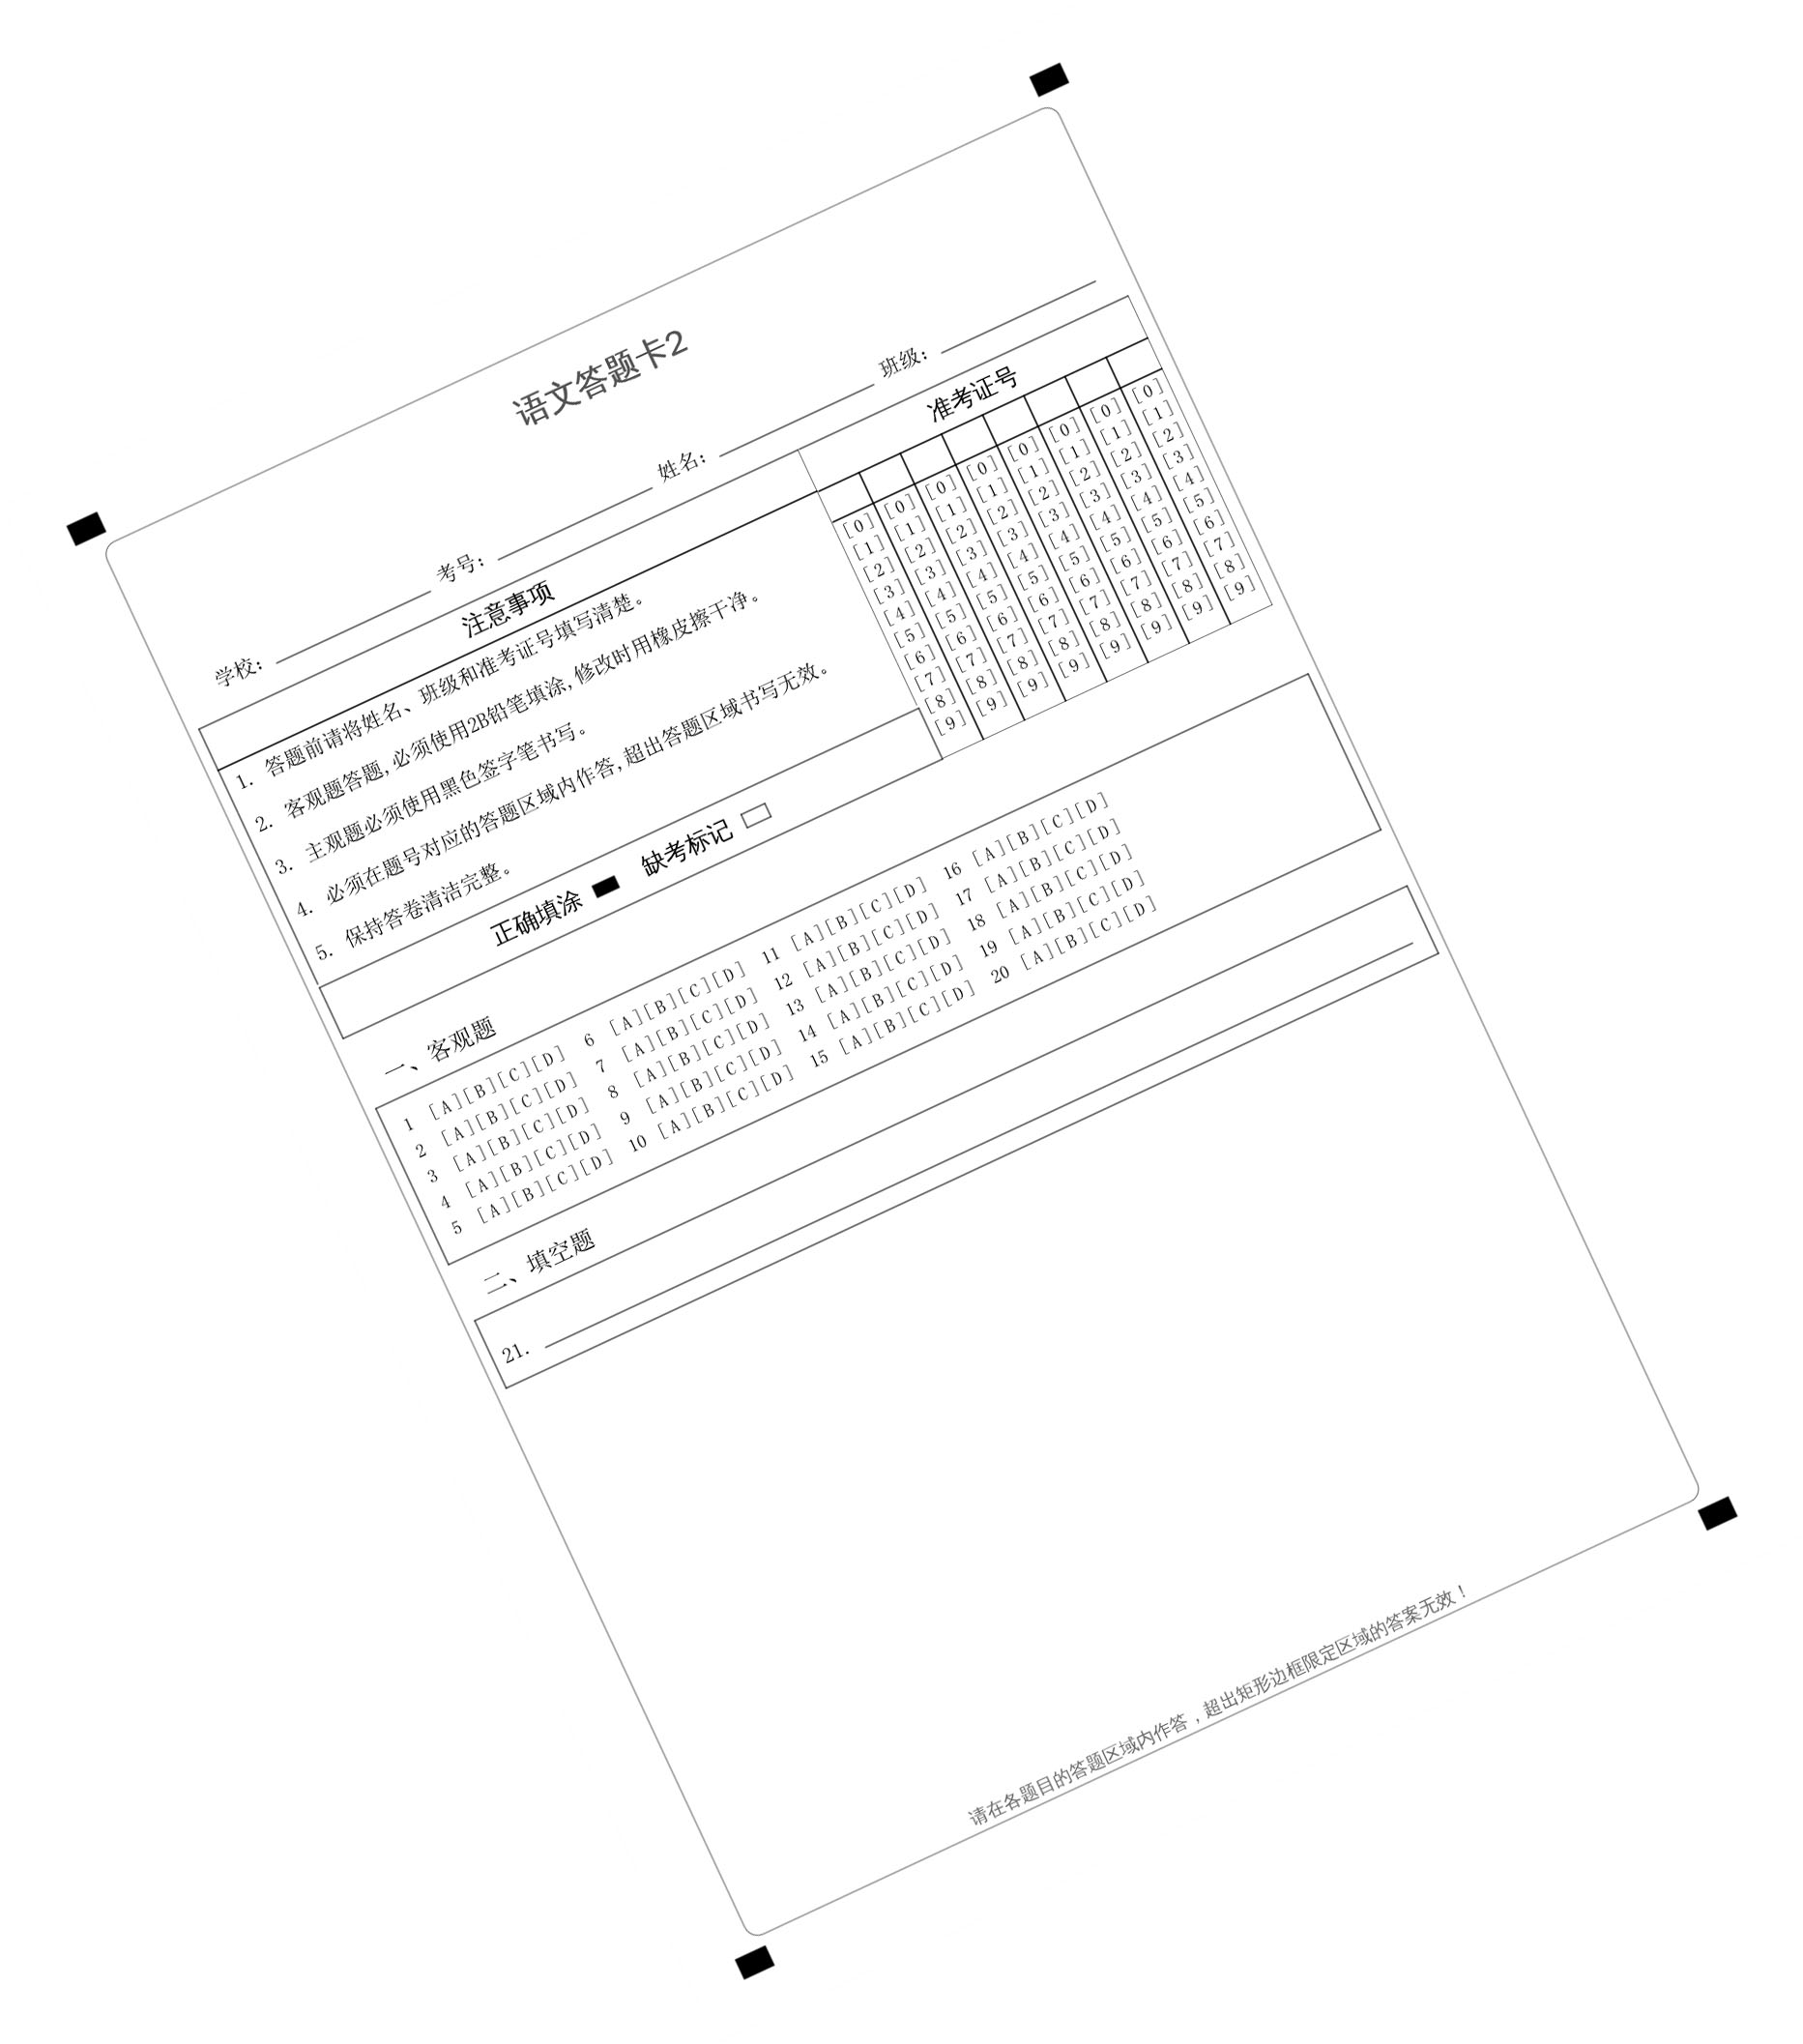 语文答题卡2
学校: 考号: 姓名: 班级:
注意事项
1. 答题前请将姓名、班级和准考证号填写清楚。
2. 客观题答题,必须使用2B铅笔填涂,修改时用橡皮擦干净。
3. 主观题必须使用黑色签字笔书写。
4. 必须在题号对应的答题区域内作答,超出答题区域书写无效。
5. 保持答卷清洁完整。
正确填涂 缺考标记
准考证号
[0] [0] [0] [0] [0] [0] [0] [0]
[1] [1] [1] [1] [1] [1] [1] [1]
[2] [2] [2] [2] [2] [2] [2] [2]
[3] [3] [3] [3] [3] [3] [3] [3]
[4] [4] [4] [4] [4] [4] [4] [4]
[5] [5] [5] [5] [5] [5] [5] [5]
[6] [6] [6] [6] [6] [6] [6] [6]
[7] [7] [7] [7] [7] [7] [7] [7]
[8] [8] [8] [8] [8] [8] [8] [8]
[9] [9] [9] [9] [9] [9] [9] [9]
一、客观题
1 [A][B][C][D] 6 [A][B][C][D] 11 [A][B][C][D] 16 [A][B][C][D]
2 [A][B][C][D] 7 [A][B][C][D] 12 [A][B][C][D] 17 [A][B][C][D]
3 [A][B][C][D] 8 [A][B][C][D] 13 [A][B][C][D] 18 [A][B][C][D]
4 [A][B][C][D] 9 [A][B][C][D] 14 [A][B][C][D] 19 [A][B][C][D]
5 [A][B][C][D] 10 [A][B][C][D] 15 [A][B][C][D] 20 [A][B][C][D]
二、填空题
21.
请在各题目的答题区域内作答，超出矩形边框限定区域的答案无效！